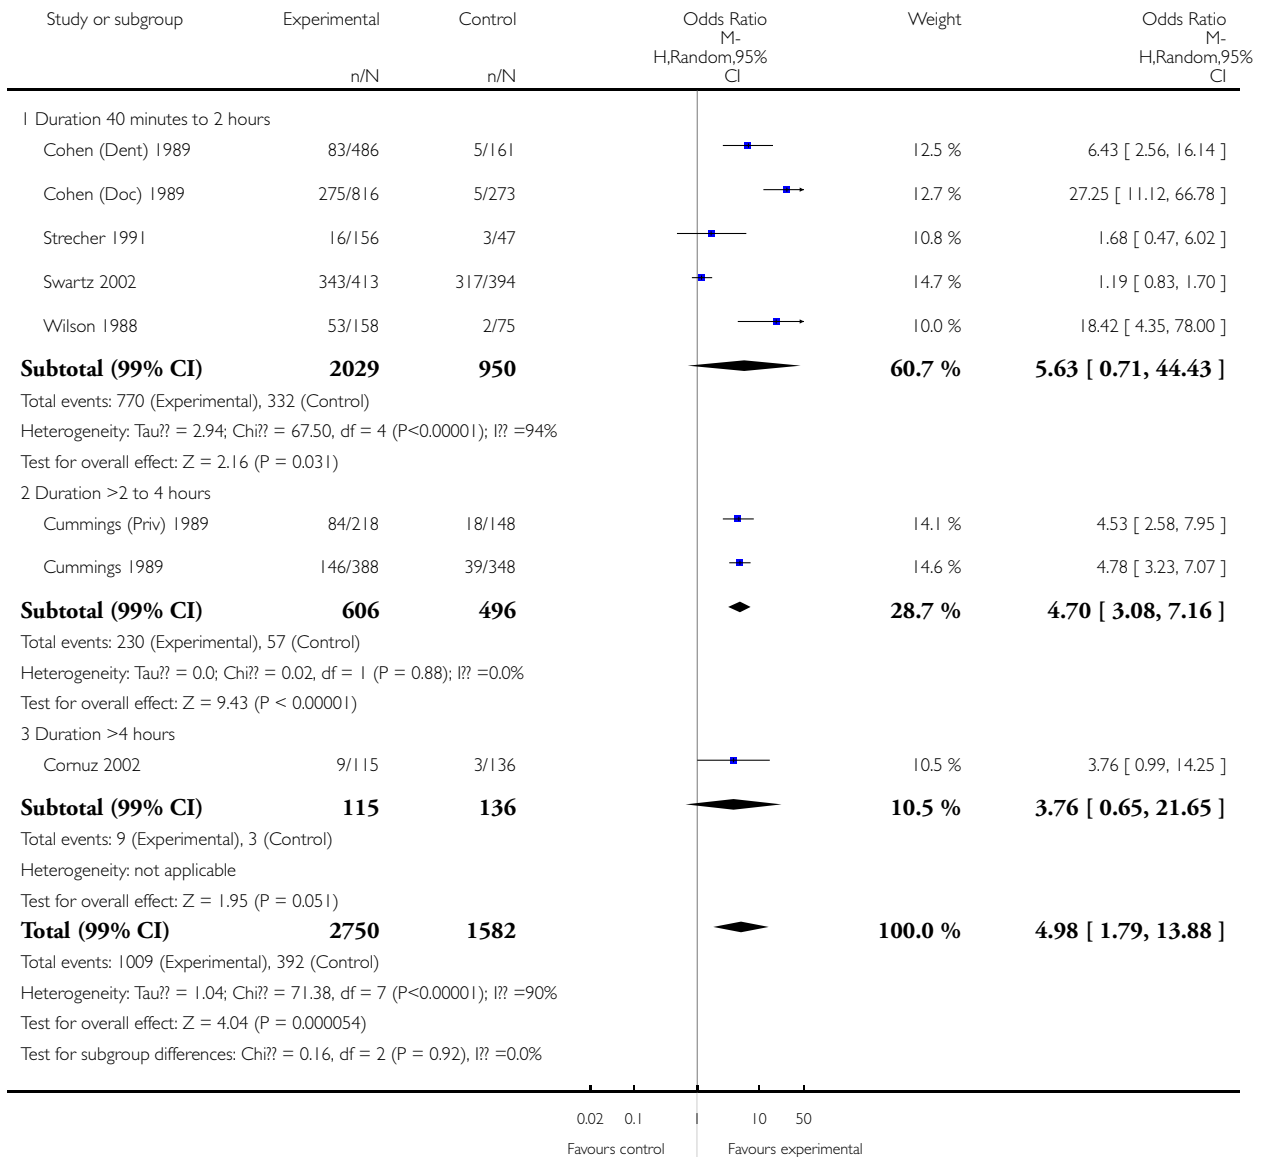 Study or subgroup Experimental Control Odds Ratio Weight Odds Ratio
M- M-
H,Random,95% H,Random,95%
n/N n/N CI CI
1 Duration 40 minutes to 2 hours
Cohen (Dent) 1989 83/486 5/161 12.5 % 6.43 [ 2.56, 16.14 ]
Cohen (Doc) 1989 275/816 5/273 12.7 % 27.25 [ 11.12, 66.78 ]
Strecher 1991 16/156 3/47 10.8 % 1.68 [ 0.47, 6.02 ]
Swartz 2002 343/413 317/394 14.7 % 1.19 [ 0.83, 1.70 ]
Wilson 1988 53/158 2/75 10.0 % 18.42 [ 4.35, 78.00 ]
Subtotal (99% CI) 2029 950 60.7 % 5.63 [ 0.71, 44.43 ]
Total events: 770 (Experimental), 332 (Control)
Heterogeneity: Tau?? = 2.94; Chi?? = 67.50, df = 4 (P<0.00001); I?? =94%
Test for overall effect: Z = 2.16 (P = 0.031)
2 Duration >2 to 4 hours
Cummings (Priv) 1989 84/218 18/148 14.1 % 4.53 [ 2.58, 7.95 ]
Cummings 1989 146/388 39/348 14.6 % 4.78 [ 3.23, 7.07 ]
Subtotal (99% CI) 606 496 28.7 % 4.70 [ 3.08, 7.16 ]
Total events: 230 (Experimental), 57 (Control)
Heterogeneity: Tau?? = 0.0; Chi?? = 0.02, df = 1 (P = 0.88); I?? =0.0%
Test for overall effect: Z = 9.43 (P < 0.00001)
3 Duration >4 hours
Cornuz 2002 9/115 3/136 10.5 % 3.76 [ 0.99, 14.25 ]
Subtotal (99% CI) 115 136 10.5 % 3.76 [ 0.65, 21.65 ]
Total events: 9 (Experimental), 3 (Control)
Heterogeneity: not applicable
Test for overall effect: Z = 1.95 (P = 0.051)
Total (99% CI) 2750 1582 100.0 % 4.98 [ 1.79, 13.88 ]
Total events: 1009 (Experimental), 392 (Control)
Heterogeneity: Tau?? = 1.04; Chi?? = 71.38, df = 7 (P<0.00001); I?? =90%
Test for overall effect: Z = 4.04 (P = 0.000054)
Test for subgroup differences: Chi?? = 0.16, df = 2 (P = 0.92), I?? =0.0%
0.02 0.1 1 10 50
Favours control Favours experimental